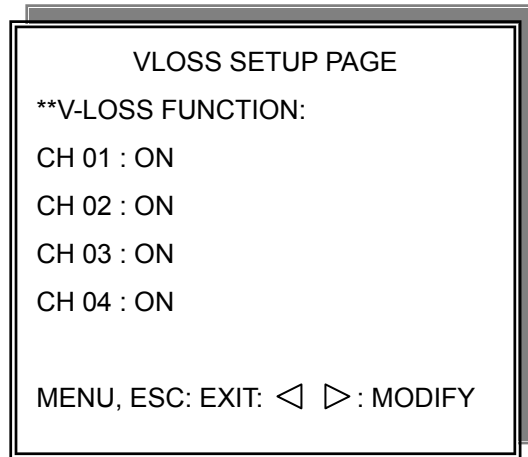 VLOSS SETUP PAGE
**V-LOSS FUNCTION:
CH 01 : ON
CH 02 : ON
CH 03 : ON
CH 04 : ON
MENU, ESC: EXIT: ◁ ▷ : MODIFY